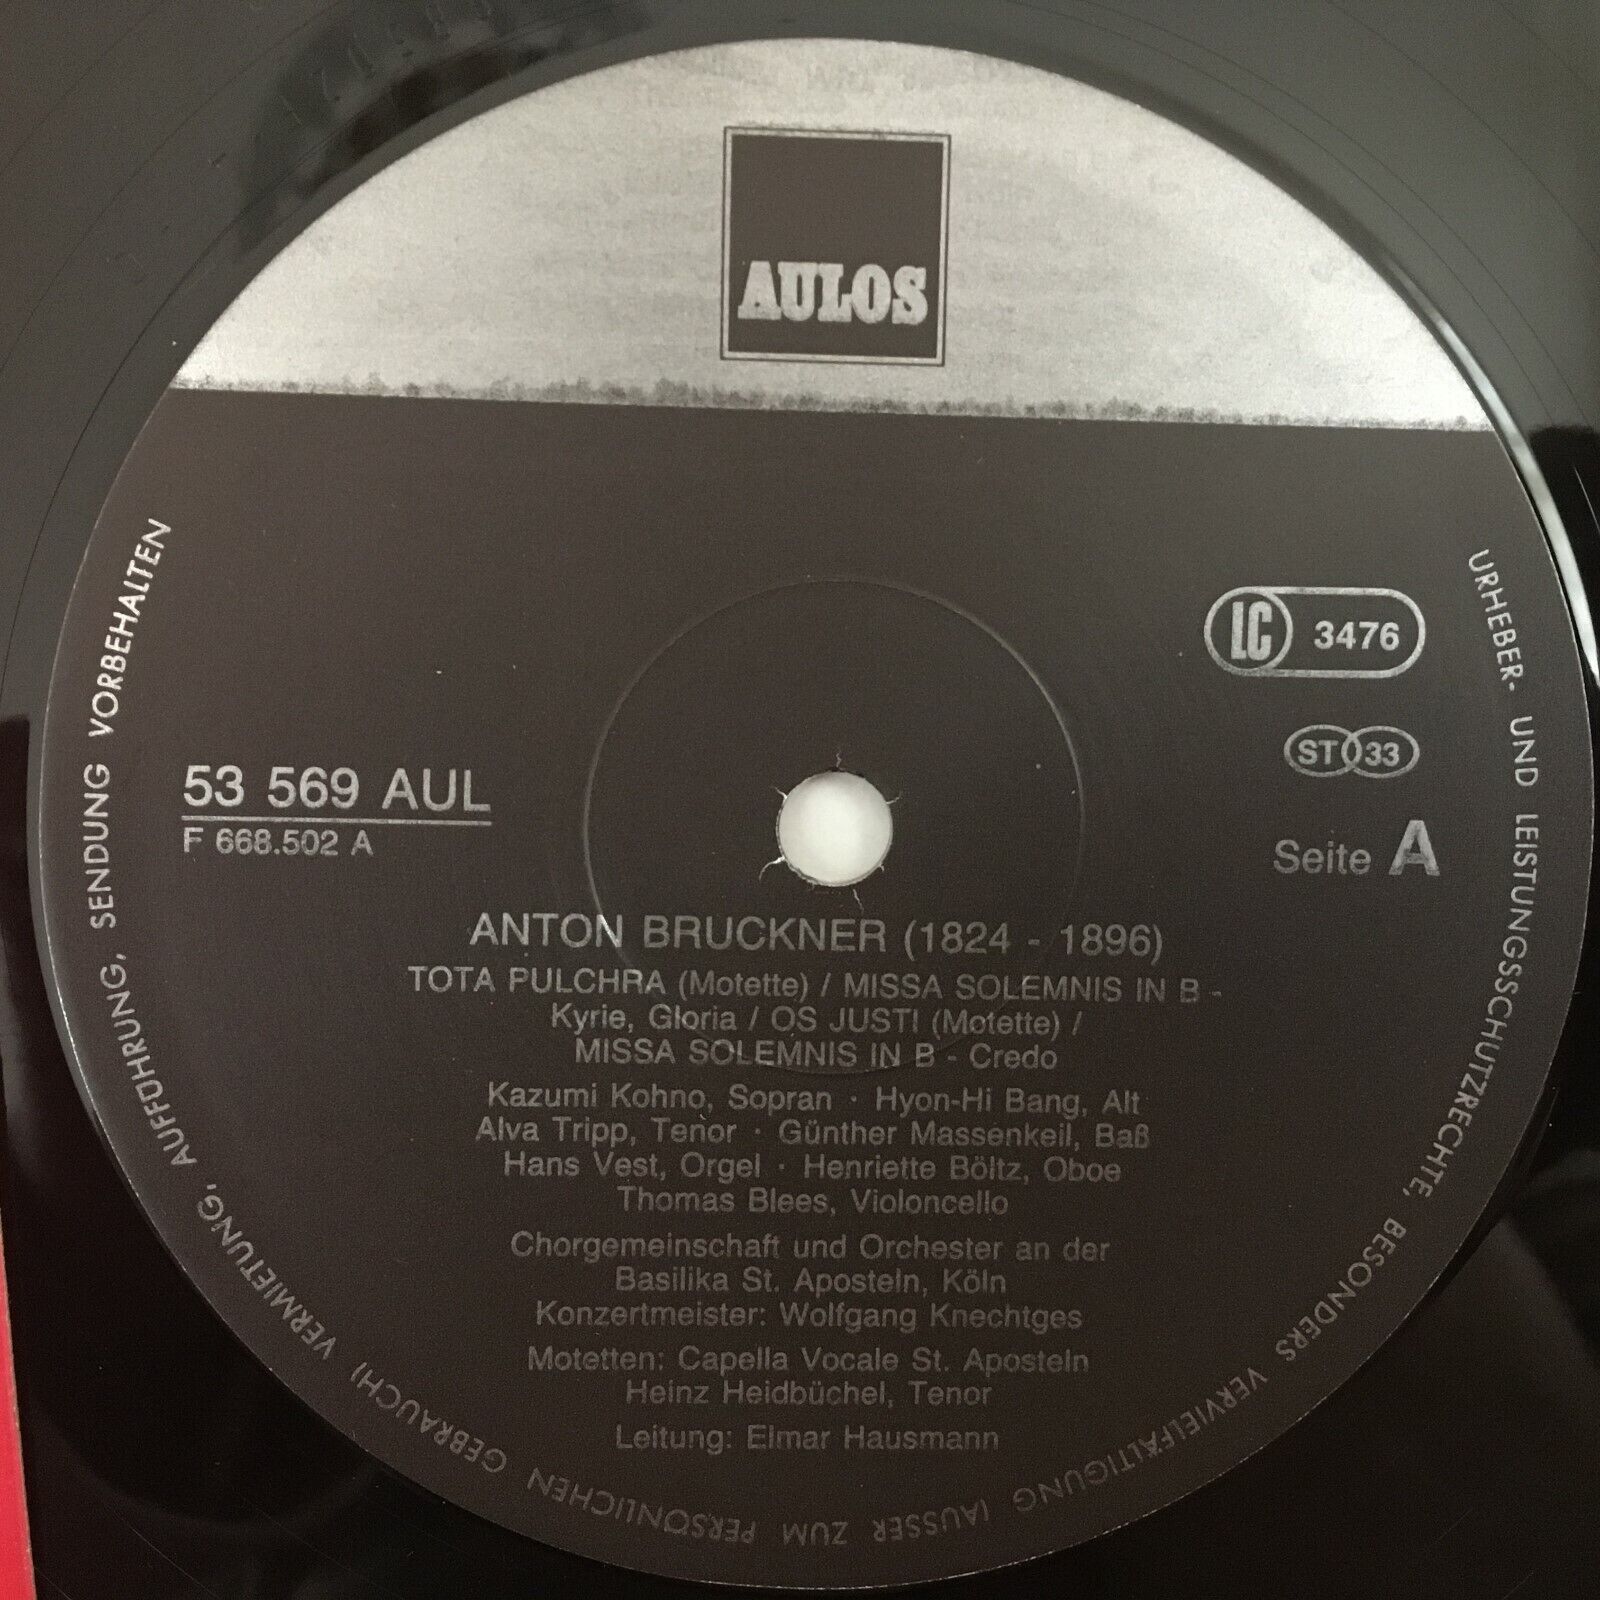 AULOS
LC 3476
ST 33
53 569 AUL
F 668.502 A
Seite A
ANTON BRUCKNER (1824 - 1896)
TOTA PULCHRA (Motette) / MISSA SOLEMNIS IN B -
Kyrie, Gloria / OS JUSTI (Motette) /
MISSA SOLEMNIS IN B - Credo
Kazumi Kohno, Sopran · Hyon-Hi Bang, Alt
Alva Tripp, Tenor · Günther Massenkeil, Baß
Hans Vest, Orgel · Henriette Böltz, Oboe
Thomas Blees, Violoncello
Chorgemeinschaft und Orchester an der
Basilika St. Aposteln, Köln
Konzertmeister: Wolfgang Knechtges
Motetten: Capella Vocale St. Aposteln
Heinz Heidbüchel, Tenor
Leitung: Elmar Hausmann
URHEBER- UND LEISTUNGSSCHUTZRECHTE, BESONDERS VERVIELFÄLTIGUNG (AUSSER ZUM PERSÖNLICHEN GEBRAUCH) VERMIETUNG, AUFFÜHRUNG, SENDUNG VORBEHALTEN